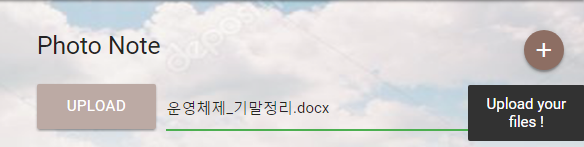 Photo Note
+
UPLOAD 운영체제_기말정리.docx
Upload your
files !